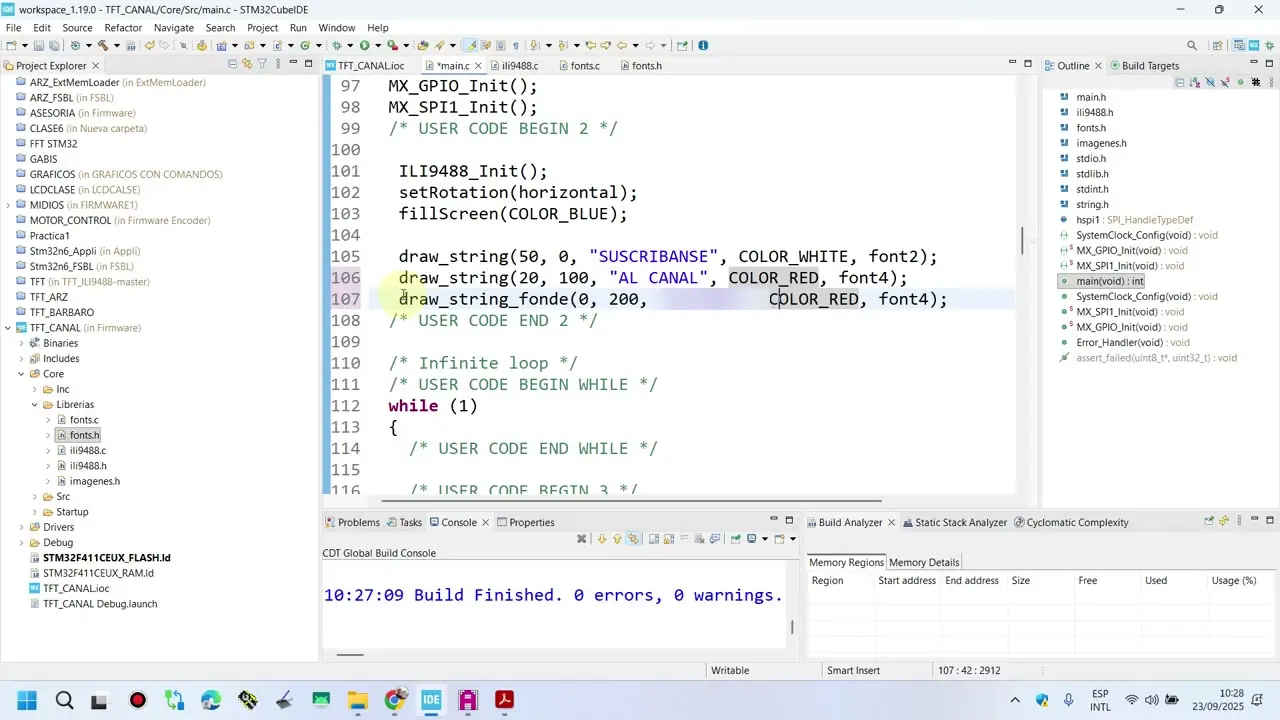 workspace_1.19.0 - TFT_CANAL/Core/Src/main.c - STM32CubeIDE
File Edit Source Refactor Navigate Search Project Run Window Help
Project Explorer
TFT_CANAL.ioc *main.c ili9488.c fonts.c fonts.h
Outline Build Targets
ARZ_ExtMemLoader (in ExtMemLoader)
ARZ_FSBL (in FSBL)
ASESORIA (in Firmware)
CLASE6 (in Nueva carpeta)
FFT STM32
GABIS
GRAFICOS (in GRAFICOS CON COMANDOS)
LCDCLASE (in LCDCALSE)
MIDIOS (in FIRMWARE1)
MOTOR_CONTROL (in Firmware Encoder)
Practica1
Stm32n6_Appli (in Appli)
Stm32n6_FSBL (in FSBL)
TFT (in TFT_ILI9488-master)
TFT_ARZ
TFT_BARBARO
TFT_CANAL (in Firmware)
Binaries
Includes
Core
Inc
Librerias
fonts.c
fonts.h
ili9488.c
ili9488.h
imagenes.h
Src
Startup
Drivers
Debug
STM32F411CEUX_FLASH.ld
STM32F411CEUX_RAM.ld
TFT_CANAL.ioc
TFT_CANAL Debug.launch
97 MX_GPIO_Init();
98 MX_SPI1_Init();
99 /* USER CODE BEGIN 2 */
100
101 ILI9488_Init();
102 setRotation(horizontal);
103 fillScreen(COLOR_BLUE);
104
105 draw_string(50, 0, "SUSCRIBANSE", COLOR_WHITE, font2);
106 draw_string(20, 100, "AL CANAL", COLOR_RED, font4);
107 draw_string_fonde(0, 200, COLOR_RED, font4);
108 /* USER CODE END 2 */
109
110 /* Infinite loop */
111 /* USER CODE BEGIN WHILE */
112 while (1)
113 {
114 /* USER CODE END WHILE */
115
116 /* USER CODE BEGIN 3 */
main.h
ili9488.h
fonts.h
imagenes.h
stdio.h
stdlib.h
stdint.h
string.h
hspi1 : SPI_HandleTypeDef
SystemClock_Config(void) : void
MX_GPIO_Init(void) : void
MX_SPI1_Init(void) : void
main(void) : int
SystemClock_Config(void) : void
MX_SPI1_Init(void) : void
MX_GPIO_Init(void) : void
Error_Handler(void) : void
assert_failed(uint8_t*, uint32_t) : void
Problems Tasks Console Properties
CDT Global Build Console
10:27:09 Build Finished. 0 errors, 0 warnings.
Build Analyzer Static Stack Analyzer Cyclomatic Complexity
Memory Regions Memory Details
Region Start address End address Size Free Used Usage (%)
Writable Smart Insert 107 : 42 : 2912
IDE
ESP
INTL
10:28
23/09/2025